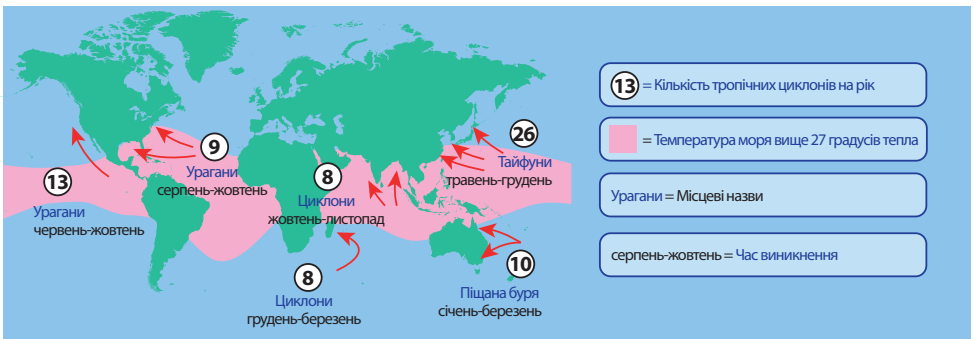 13
Урагани
червень-жовтень
9
Урагани
серпень-жовтень
8
Циклони
жовтень-листопад
26
Тайфуни
травень-грудень
8
Циклони
грудень-березень
10
Піщана буря
січень-березень
13 = Кількість тропічних циклонів на рік
= Температура моря вище 27 градусів тепла
Урагани = Місцеві назви
серпень-жовтень = Час виникнення